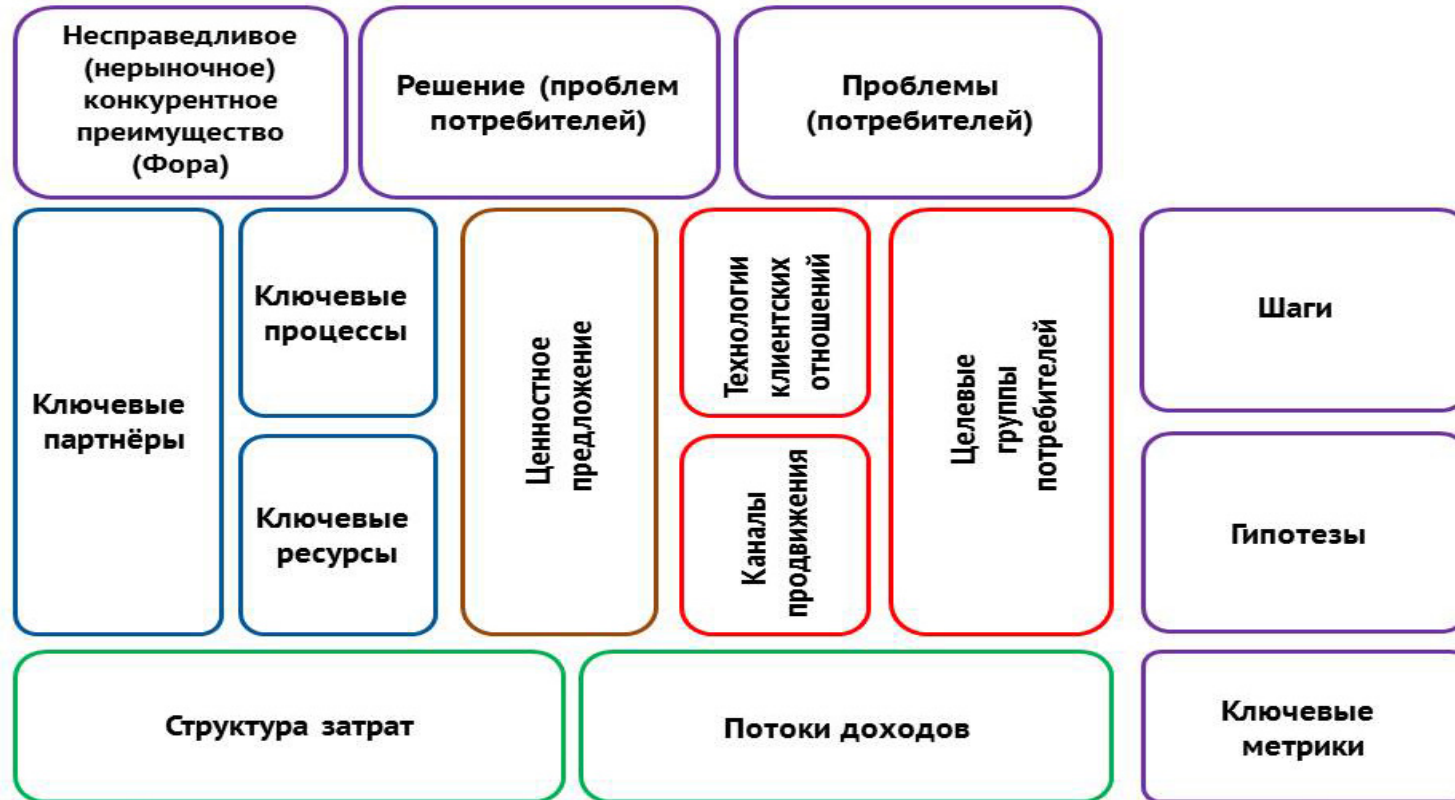 Несправедливое
(нерыночное)
конкурентное
преимущество
(Фора)
Решение (проблем
потребителей)
Проблемы
(потребителей)
Ключевые
партнёры
Ключевые
процессы
Ключевые
ресурсы
Ценностное
предложение
Технологии
клиентских
отношений
Каналы
продвижения
Целевые
группы
потребителей
Шаги
Гипотезы
Структура затрат
Потоки доходов
Ключевые
метрики